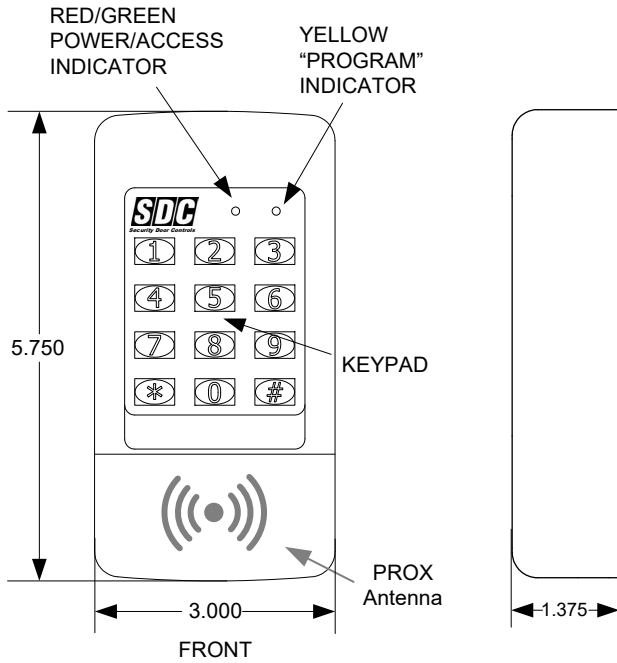 RED/GREEN
POWER/ACCESS
INDICATOR
YELLOW
“PROGRAM”
INDICATOR
SDC
Security Door Controls
1 2 3
4 5 6
7 8 9
* 0 #
5.750
KEYPAD
PROX
Antenna
3.000
1.375
FRONT